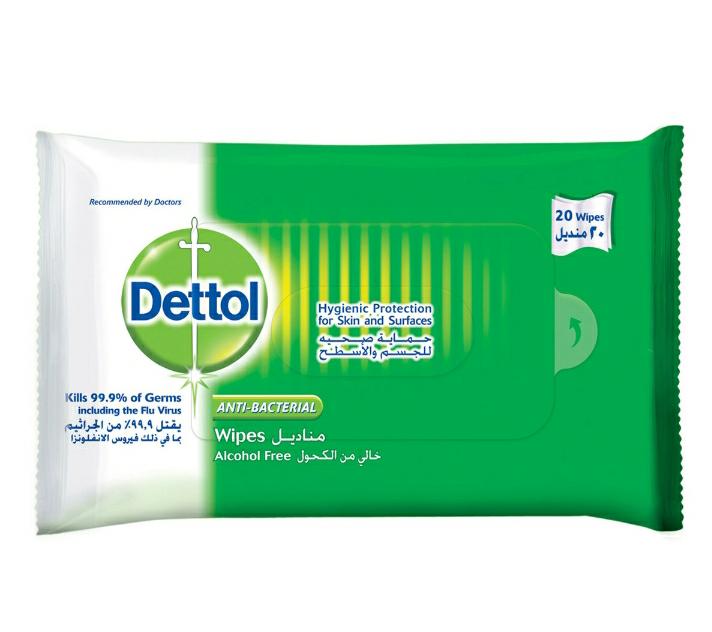 Recommended by Doctors
20 Wipes
٢٠ منديل
Dettol
Hygienic Protection
for Skin and Surfaces
حماية صحيه
للجسم والأسطح
Kills 99.9% of Germs
including the Flu Virus
يقتل ٩٩,٩٪ من الجراثيم
بما في ذلك فيروس الانفلونزا
ANTI-BACTERIAL
Wipes مناديل
Alcohol Free خالي من الكحول